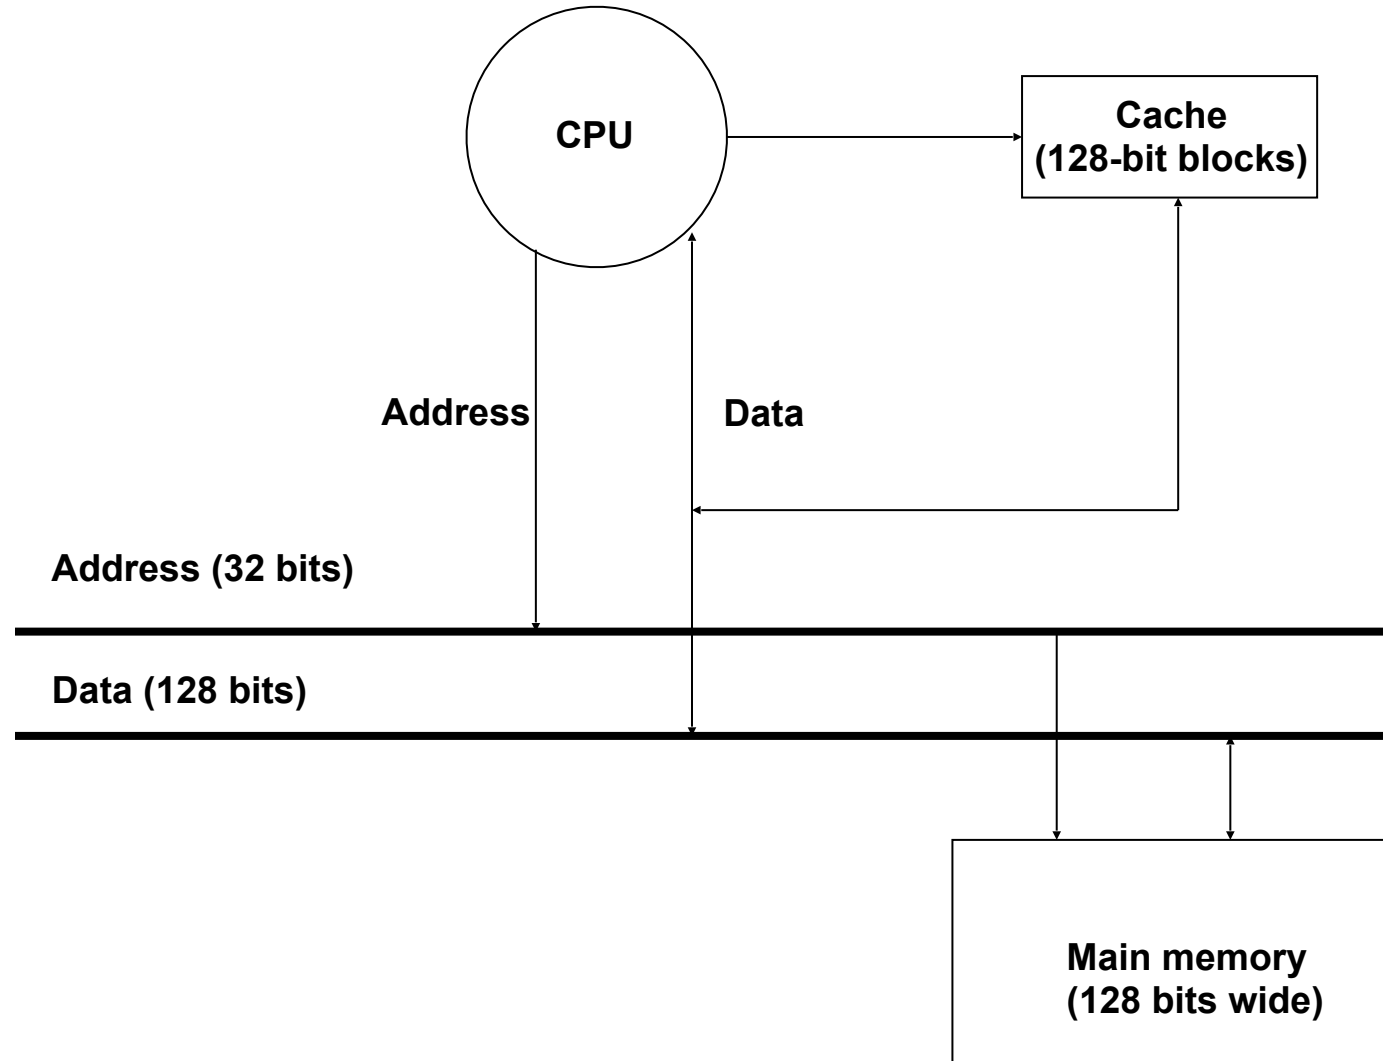 CPU
Cache
(128-bit blocks)
Address
Data
Address (32 bits)
Data (128 bits)
Main memory
(128 bits wide)